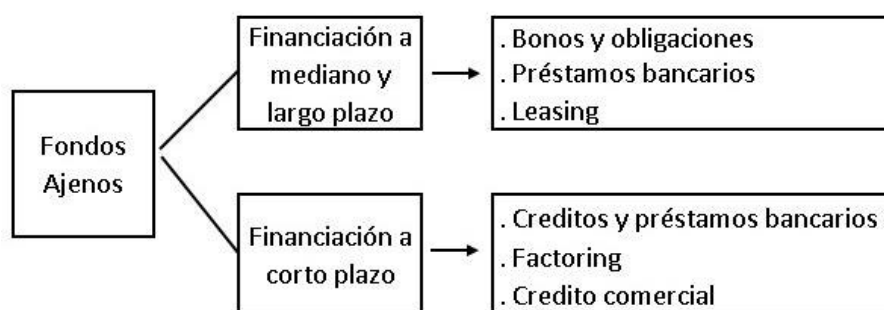 Fondos
Ajenos
Financiación a
mediano y
largo plazo
. Bonos y obligaciones
. Préstamos bancarios
. Leasing
Financiación a
corto plazo
. Creditos y préstamos bancarios
. Factoring
. Credito comercial